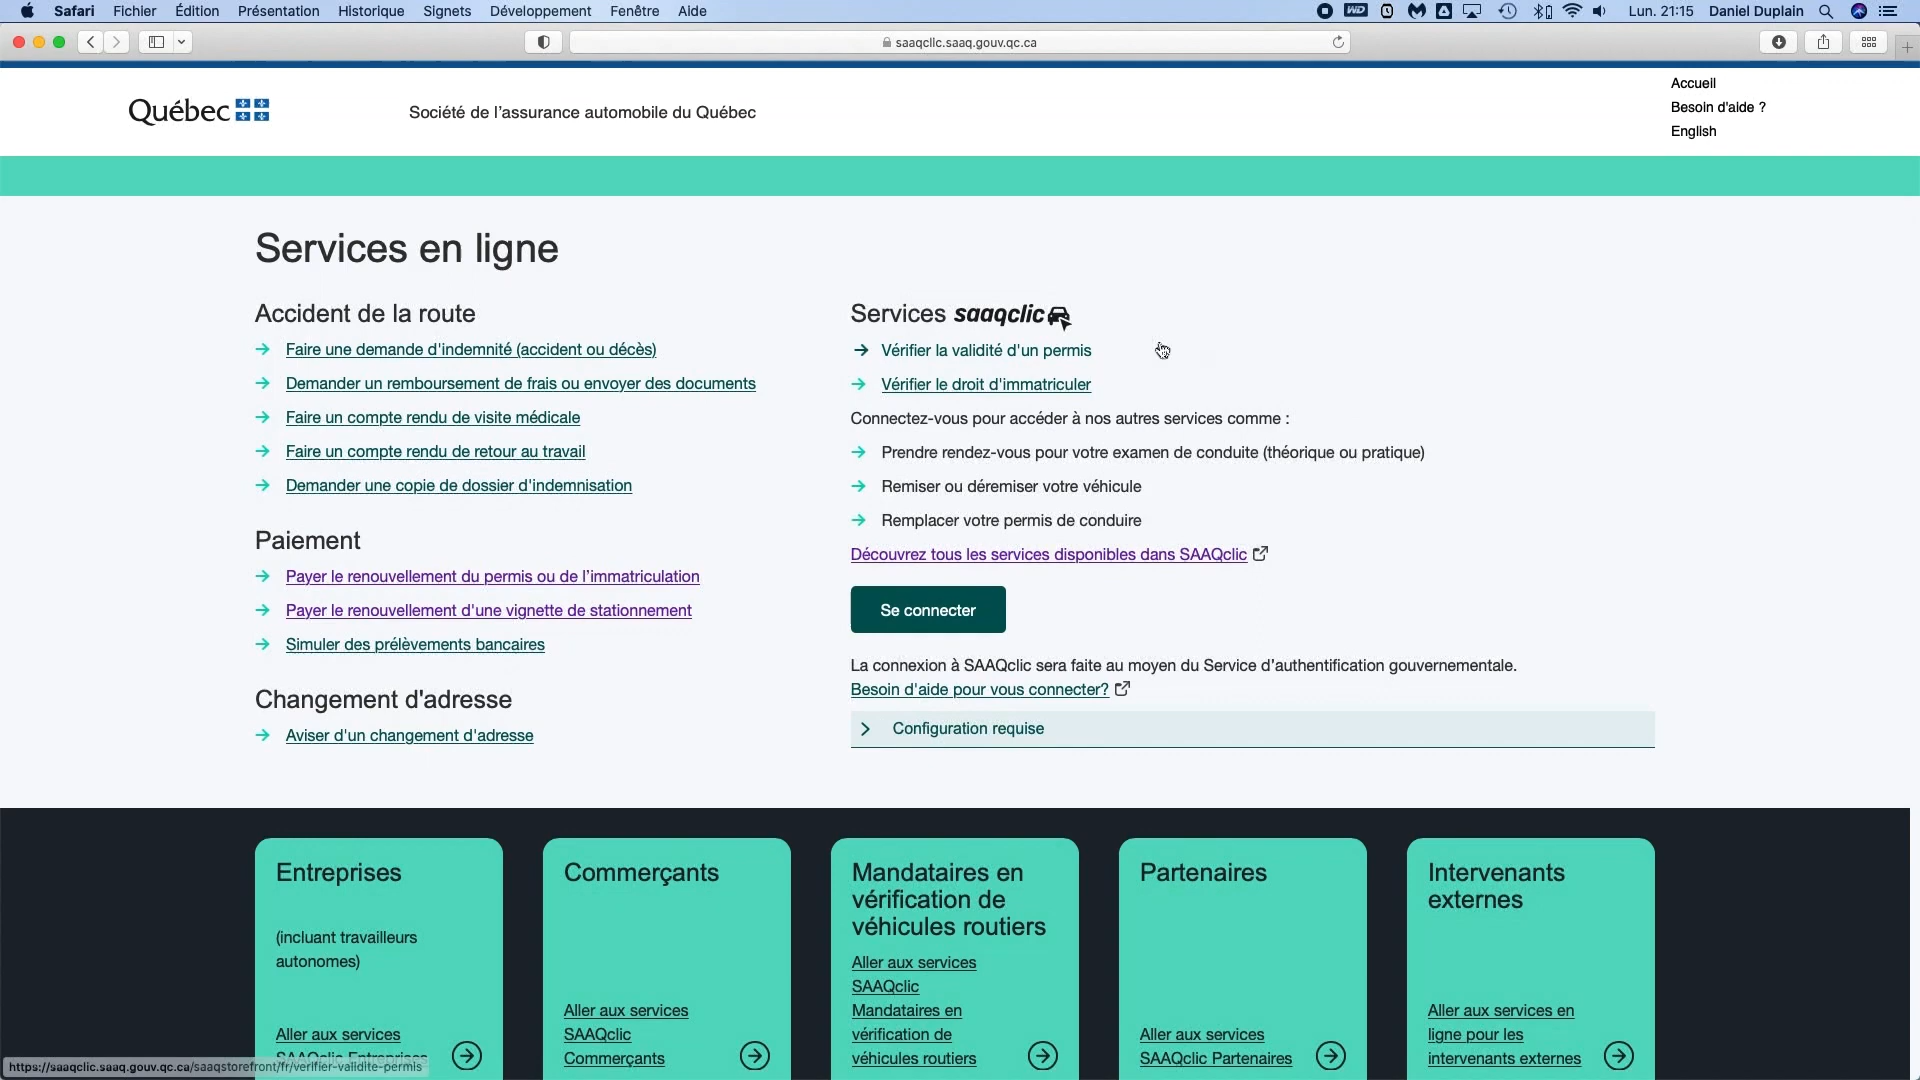 Safari Fichier Édition Présentation Historique Signets Développement Fenêtre Aide
WD
Lun. 21:15 Daniel Duplain
saaqclic.saaq.gouv.qc.ca
Québec
Société de l’assurance automobile du Québec
Accueil
Besoin d'aide ?
English
Services en ligne
Accident de la route
Faire une demande d'indemnité (accident ou décès)
Demander un remboursement de frais ou envoyer des documents
Faire un compte rendu de visite médicale
Faire un compte rendu de retour au travail
Demander une copie de dossier d'indemnisation
Paiement
Payer le renouvellement du permis ou de l’immatriculation
Payer le renouvellement d'une vignette de stationnement
Simuler des prélèvements bancaires
Changement d'adresse
Aviser d'un changement d'adresse
Services saaqclic
Vérifier la validité d'un permis
Vérifier le droit d'immatriculer
Connectez-vous pour accéder à nos autres services comme :
Prendre rendez-vous pour votre examen de conduite (théorique ou pratique)
Remiser ou déremiser votre véhicule
Remplacer votre permis de conduire
Découvrez tous les services disponibles dans SAAQclic
Se connecter
La connexion à SAAQclic sera faite au moyen du Service d’authentification gouvernementale.
Besoin d'aide pour vous connecter?
Configuration requise
Entreprises
(incluant travailleurs
autonomes)
Aller aux services
SAAQclic Entreprises
Commerçants
Aller aux services
SAAQclic
Commerçants
Mandataires en
vérification de
véhicules routiers
Aller aux services
SAAQclic
Mandataires en
vérification de
véhicules routiers
Partenaires
Aller aux services
SAAQclic Partenaires
Intervenants
externes
Aller aux services en
ligne pour les
intervenants externes
https://saaqclic.saaq.gouv.qc.ca/saaqstorefront/fr/verifier-validite-permis